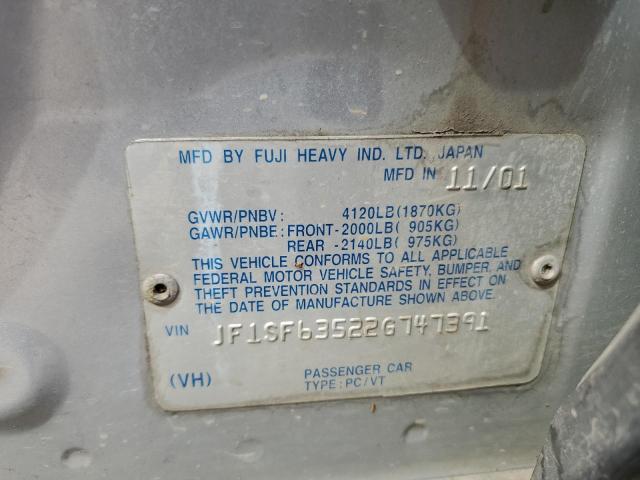 MFD BY FUJI HEAVY IND. LTD. JAPAN
MFD IN 11/01
GVWR/PNBV: 4120LB(1870KG)
GAWR/PNBE: FRONT-2000LB( 905KG)
REAR -2140LB( 975KG)
THIS VEHICLE CONFORMS TO ALL APPLICABLE
FEDERAL MOTOR VEHICLE SAFETY, BUMPER, AND
THEFT PREVENTION STANDARDS IN EFFECT ON
THE DATE OF MANUFACTURE SHOWN ABOVE.
VIN JF1SF63522G747391
(VH) PASSENGER CAR
TYPE: PC/VT